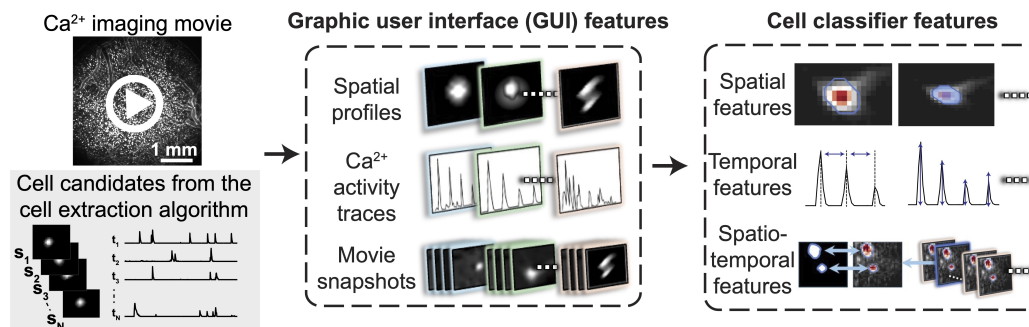 Ca²⁺ imaging movie
1 mm
Cell candidates from the
cell extraction algorithm
s₁
s₂
s₃
sN
t₁
t₂
t₃
tN
Graphic user interface (GUI) features
Spatial
profiles
Ca²⁺
activity
traces
Movie
snapshots
Cell classifier features
Spatial
features
Temporal
features
Spatio-
temporal
features